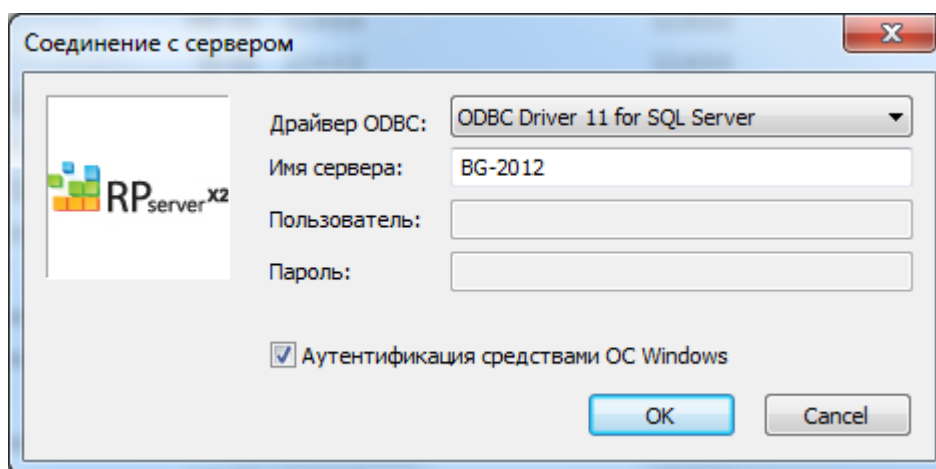 Соединение с сервером
RPserver X2
Драйвер ODBC:
ODBC Driver 11 for SQL Server
Имя сервера:
BG-2012
Пользователь:
Пароль:
Аутентификация средствами ОС Windows
OK
Cancel